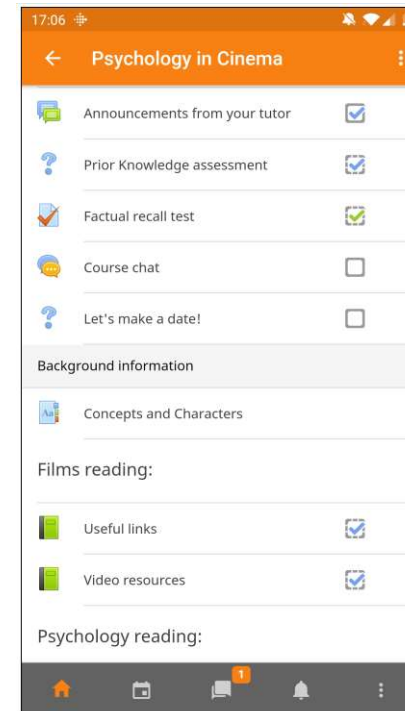 17:06
Psychology in Cinema
Announcements from your tutor
Prior Knowledge assessment
Factual recall test
Course chat
Let's make a date!
Background information
Aa
Concepts and Characters
Films reading:
Useful links
Video resources
Psychology reading:
1